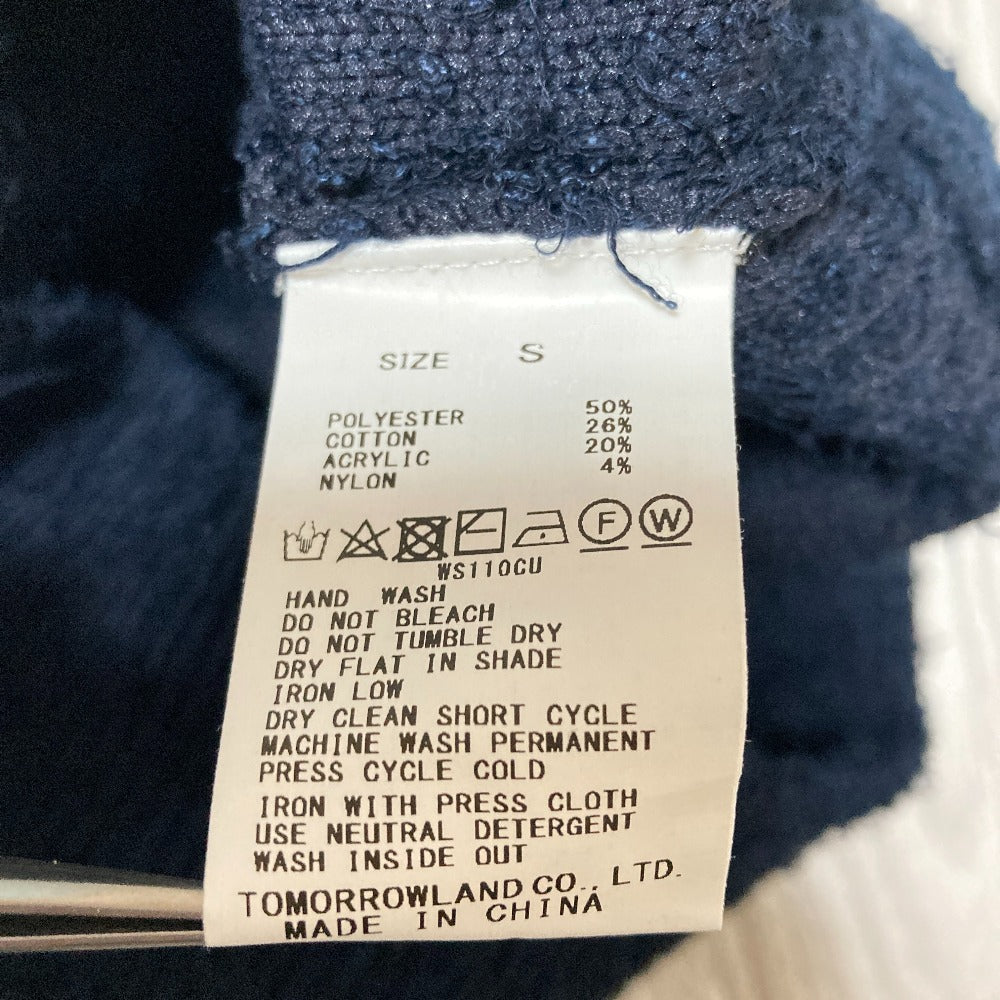 SIZE S
POLYESTER 50%
COTTON 26%
ACRYLIC 20%
NYLON 4%
F W
WS110CU
HAND WASH
DO NOT BLEACH
DO NOT TUMBLE DRY
DRY FLAT IN SHADE
IRON LOW
DRY CLEAN SHORT CYCLE
MACHINE WASH PERMANENT
PRESS CYCLE COLD
IRON WITH PRESS CLOTH
USE NEUTRAL DETERGENT
WASH INSIDE OUT
TOMORROWLAND CO., LTD.
MADE IN CHINA